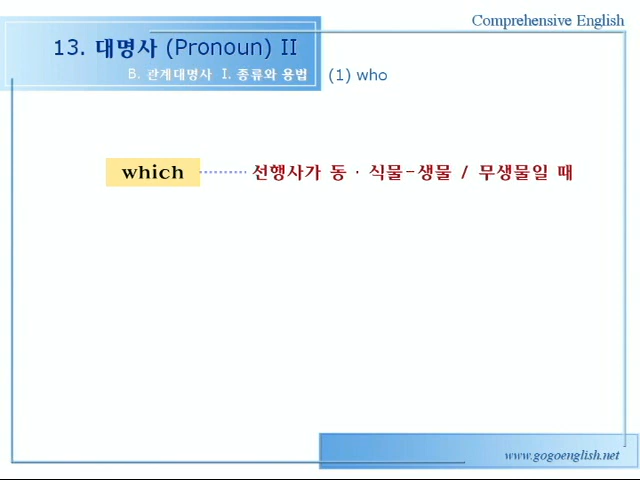 Comprehensive English
13. 대명사 (Pronoun) II
B. 관계대명사 I. 종류와 용법 (1) who
which 선행사가 동 · 식물-생물 / 무생물일 때
www.gogoenglish.net